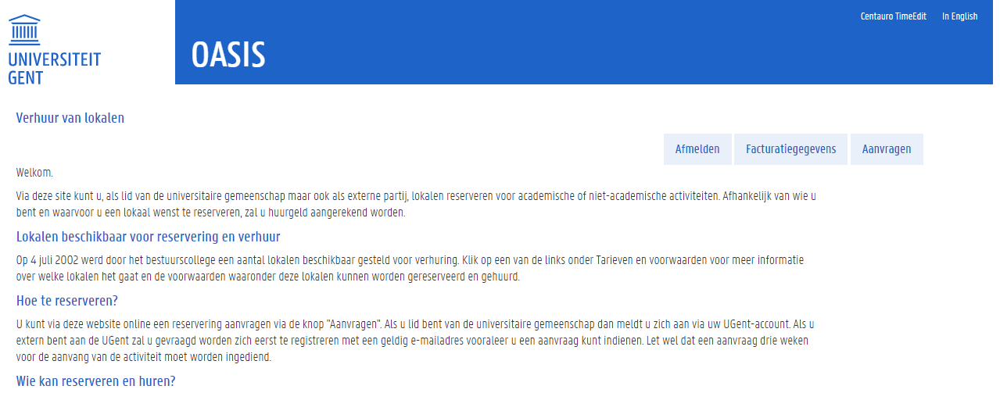 Centauro TimeEdit In English
UNIVERSITEIT
GENT
OASIS
Verhuur van lokalen
Afmelden Facturatiegegevens Aanvragen
Welkom.
Via deze site kunt u, als lid van de universitaire gemeenschap maar ook als externe partij, lokalen reserveren voor academische of niet-academische activiteiten. Afhankelijk van wie u
bent en waarvoor u een lokaal wenst te reserveren, zal u huurgeld aangerekend worden.
Lokalen beschikbaar voor reservering en verhuur
Op 4 juli 2002 werd door het bestuurscollege een aantal lokalen beschikbaar gesteld voor verhuring. Klik op een van de links onder Tarieven en voorwaarden voor meer informatie
over welke lokalen het gaat en de voorwaarden waaronder deze lokalen kunnen worden gereserveerd en gehuurd.
Hoe te reserveren?
U kunt via deze website online een reservering aanvragen via de knop "Aanvragen". Als u lid bent van de universitaire gemeenschap dan meldt u zich aan via uw UGent-account. Als u
extern bent aan de UGent zal u gevraagd worden zich eerst te registreren met een geldig e-mailadres vooraleer u een aanvraag kunt indienen. Let wel dat een aanvraag drie weken
voor de aanvang van de activiteit moet worden ingediend.
Wie kan reserveren en huren?